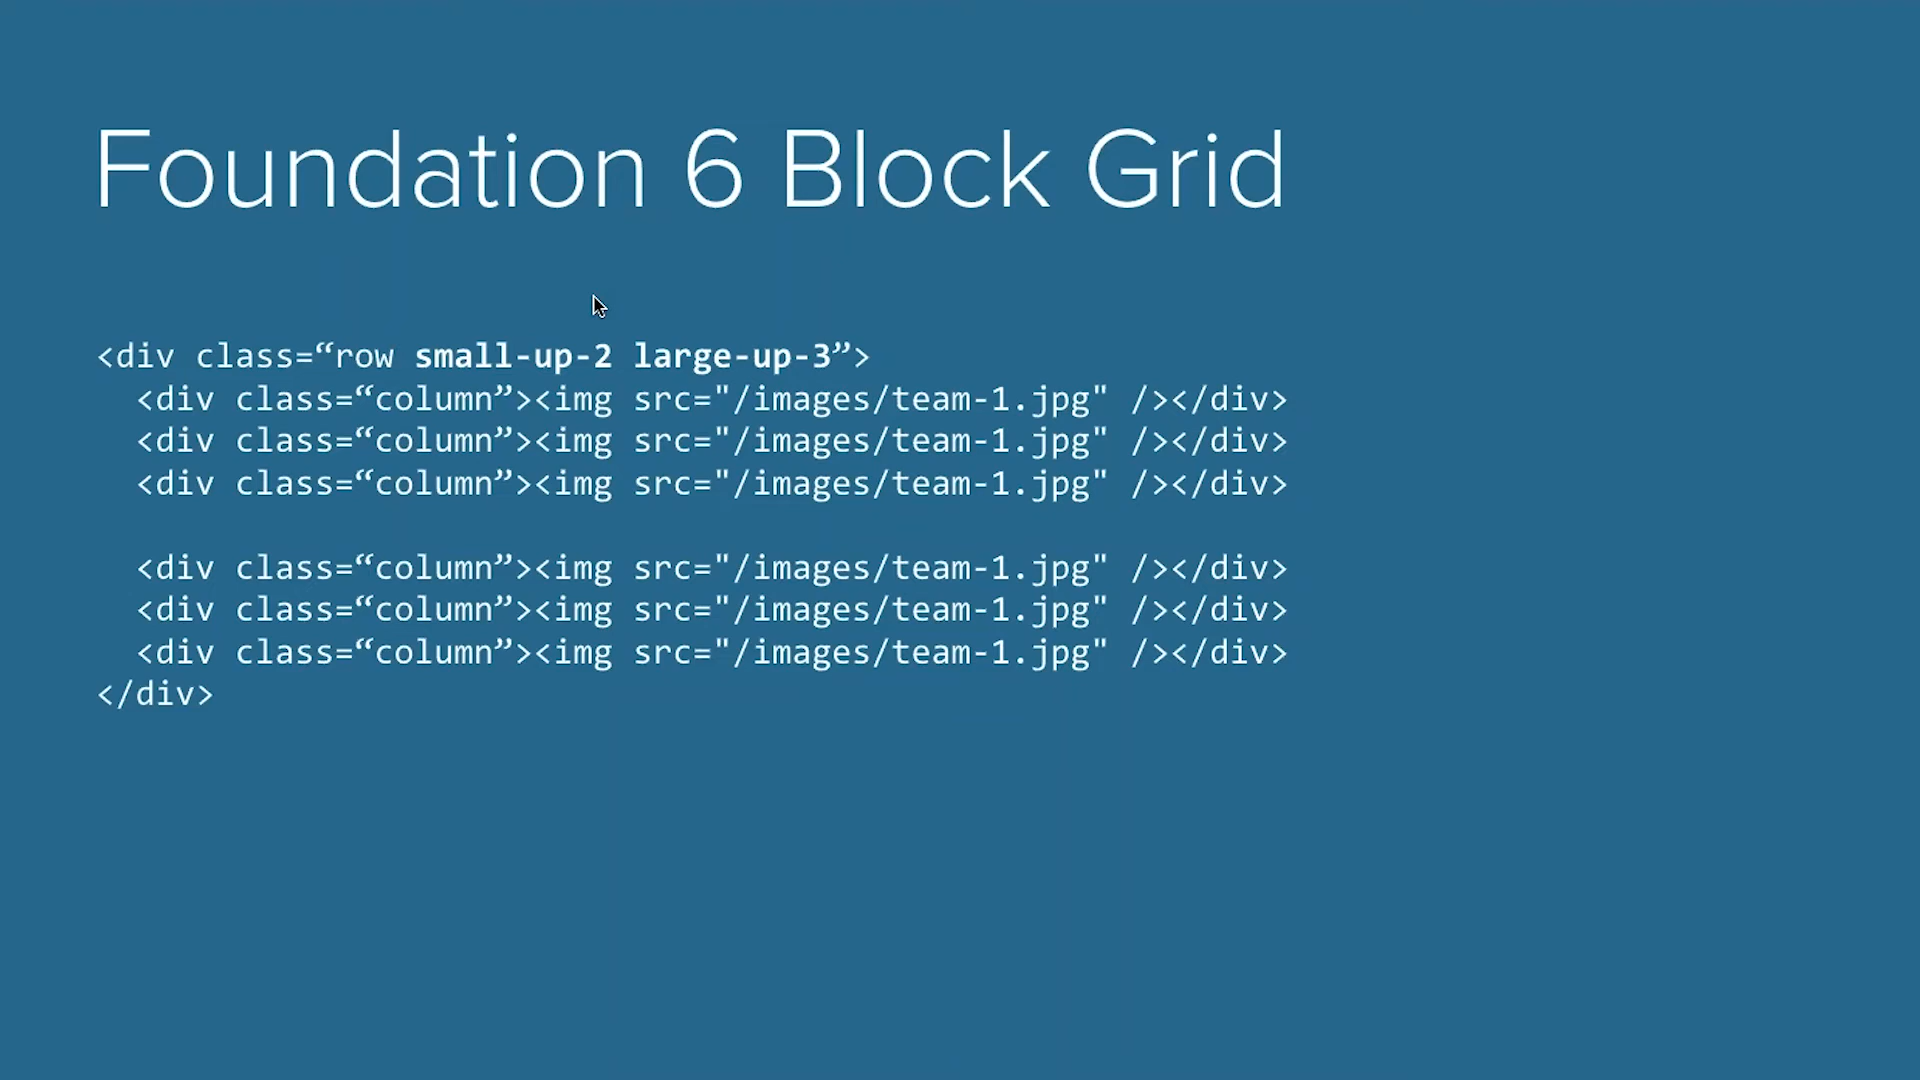 Foundation 6 Block Grid
<div class=“row small-up-2 large-up-3”>
<div class=“column”><img src="/images/team-1.jpg" /></div>
<div class=“column”><img src="/images/team-1.jpg" /></div>
<div class=“column”><img src="/images/team-1.jpg" /></div>
<div class=“column”><img src="/images/team-1.jpg" /></div>
<div class=“column”><img src="/images/team-1.jpg" /></div>
<div class=“column”><img src="/images/team-1.jpg" /></div>
</div>